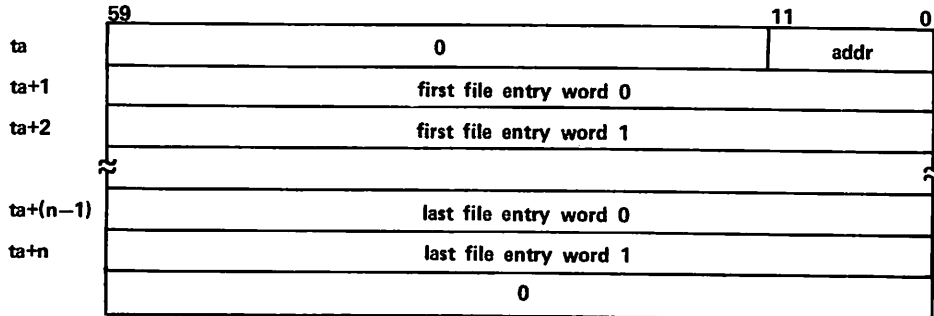 59 11 0
ta 0 addr
ta+1 first file entry word 0
ta+2 first file entry word 1
ta+(n−1) last file entry word 0
ta+n last file entry word 1
0